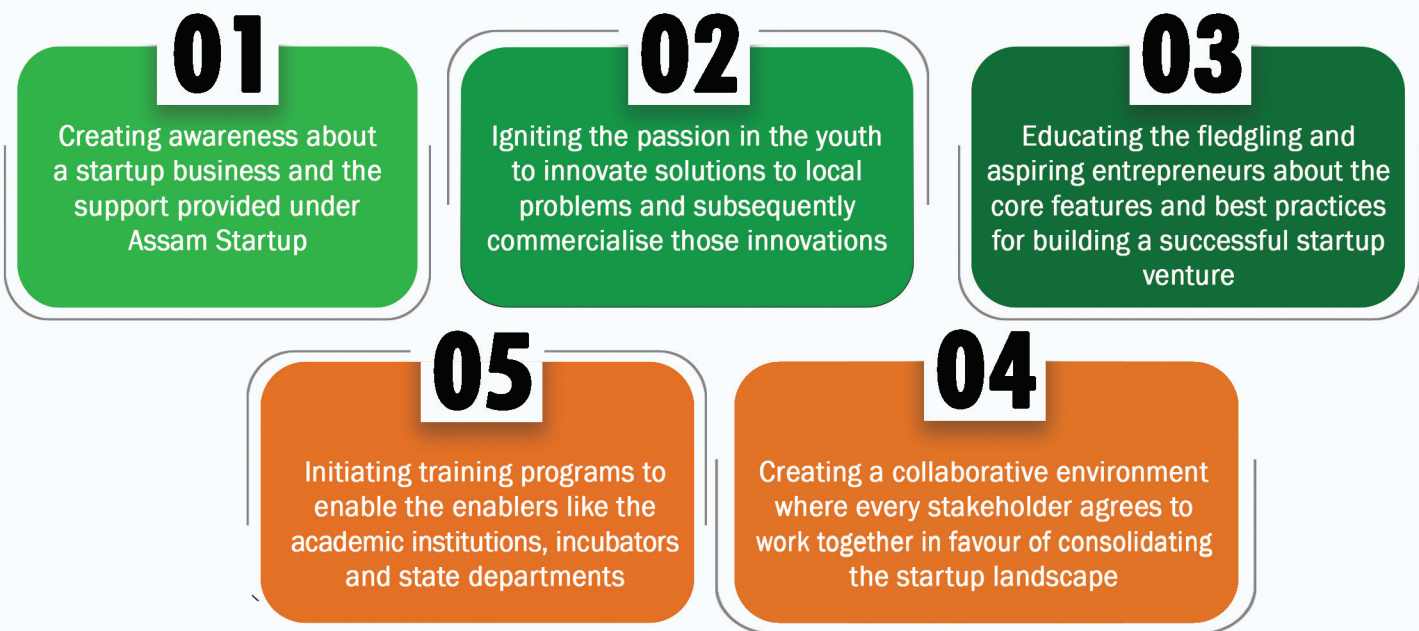 01
Creating awareness about
a startup business and the
support provided under
Assam Startup
02
Igniting the passion in the youth
to innovate solutions to local
problems and subsequently
commercialise those innovations
03
Educating the fledgling and
aspiring entrepreneurs about the
core features and best practices
for building a successful startup
venture
05
Initiating training programs to
enable the enablers like the
academic institutions, incubators
and state departments
04
Creating a collaborative environment
where every stakeholder agrees to
work together in favour of consolidating
the startup landscape